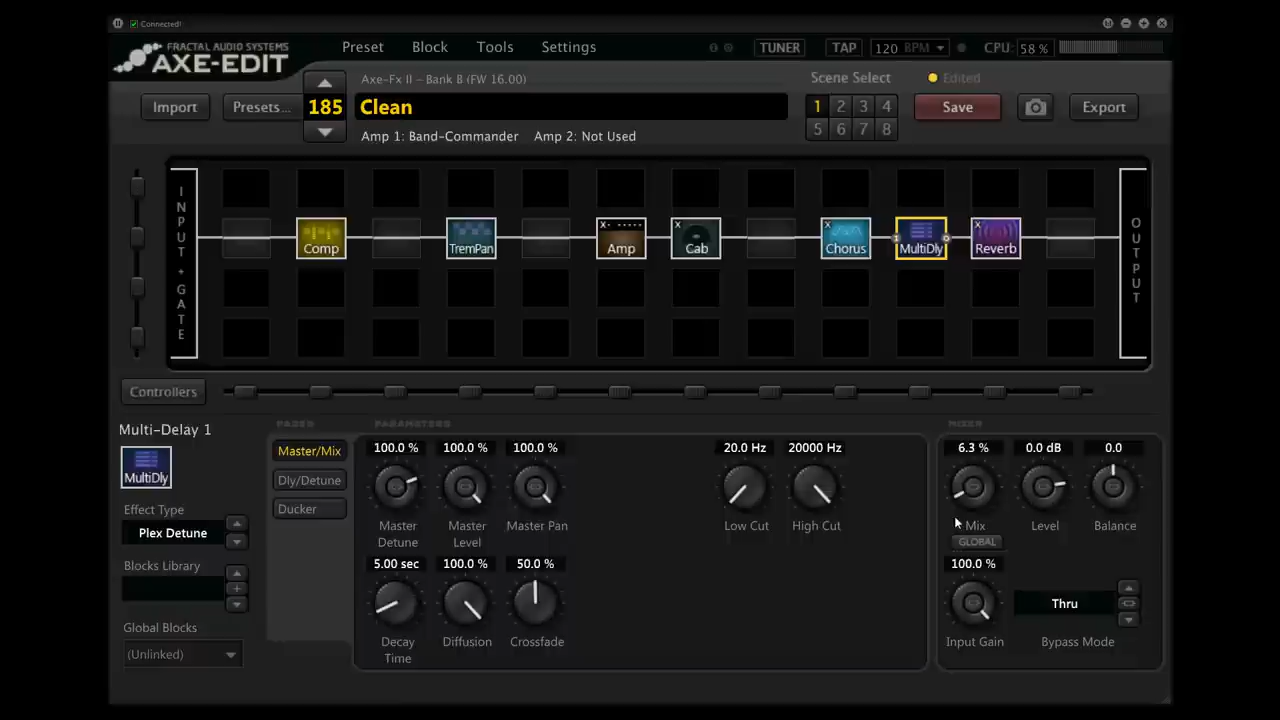 Connected!
FRACTAL AUDIO SYSTEMS
AXE-EDIT
Preset Block Tools Settings
TUNER TAP 120 BPM CPU: 58 %
Axe-Fx II – Bank B (FW 16.00)
Scene Select Edited
Import Presets... 185 Clean 1 2 3 4 Save Export
5 6 7 8
Amp 1: Band-Commander Amp 2: Not Used
INPUT + GATE
Comp TremPan Amp Cab Chorus MultiDly Reverb
OUTPUT
Controllers
Multi-Delay 1
MultiDly
Effect Type
Plex Detune
Blocks Library
Global Blocks
(Unlinked)
PAGES
Master/Mix
Dly/Detune
Ducker
PARAMETERS
100.0 % 100.0 % 100.0 % 20.0 Hz 20000 Hz
Master Detune Master Level Master Pan Low Cut High Cut
5.00 sec 100.0 % 50.0 %
Decay Time Diffusion Crossfade
MIXER
6.3 % 0.0 dB 0.0
Mix Level Balance
GLOBAL
100.0 %
Thru
Input Gain Bypass Mode